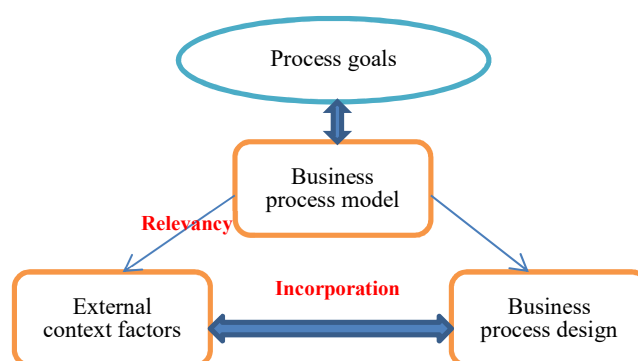 Process goals
Business
process model
Relevancy
Incorporation
External
context factors
Business
process design